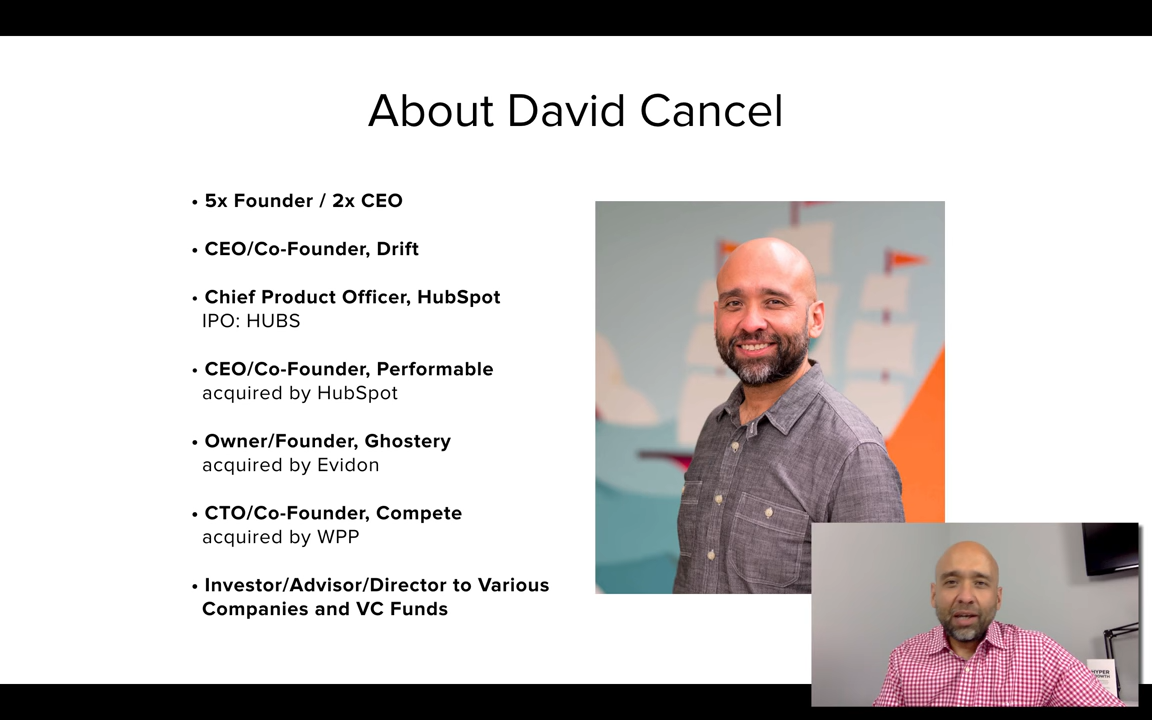 About David Cancel
• 5x Founder / 2x CEO
• CEO/Co-Founder, Drift
• Chief Product Officer, HubSpot
IPO: HUBS
• CEO/Co-Founder, Performable
acquired by HubSpot
• Owner/Founder, Ghostery
acquired by Evidon
• CTO/Co-Founder, Compete
acquired by WPP
• Investor/Advisor/Director to Various
Companies and VC Funds
HYPER